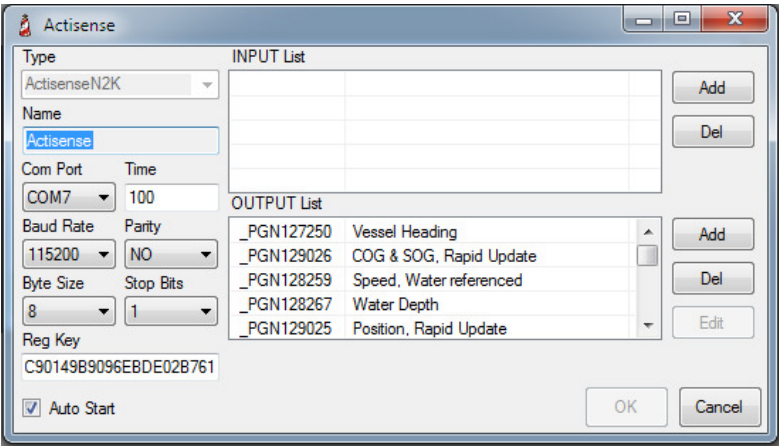 Actisense
Type
ActisenseN2K
Name
Actisense
Com Port Time
COM7 100
Baud Rate Parity
115200 NO
Byte Size Stop Bits
8 1
Reg Key
C90149B9096EBDE02B761
Auto Start
INPUT List
Add
Del
OUTPUT List
_PGN127250 Vessel Heading
_PGN129026 COG & SOG, Rapid Update
_PGN128259 Speed, Water referenced
_PGN128267 Water Depth
_PGN129025 Position, Rapid Update
Add
Del
Edit
OK Cancel